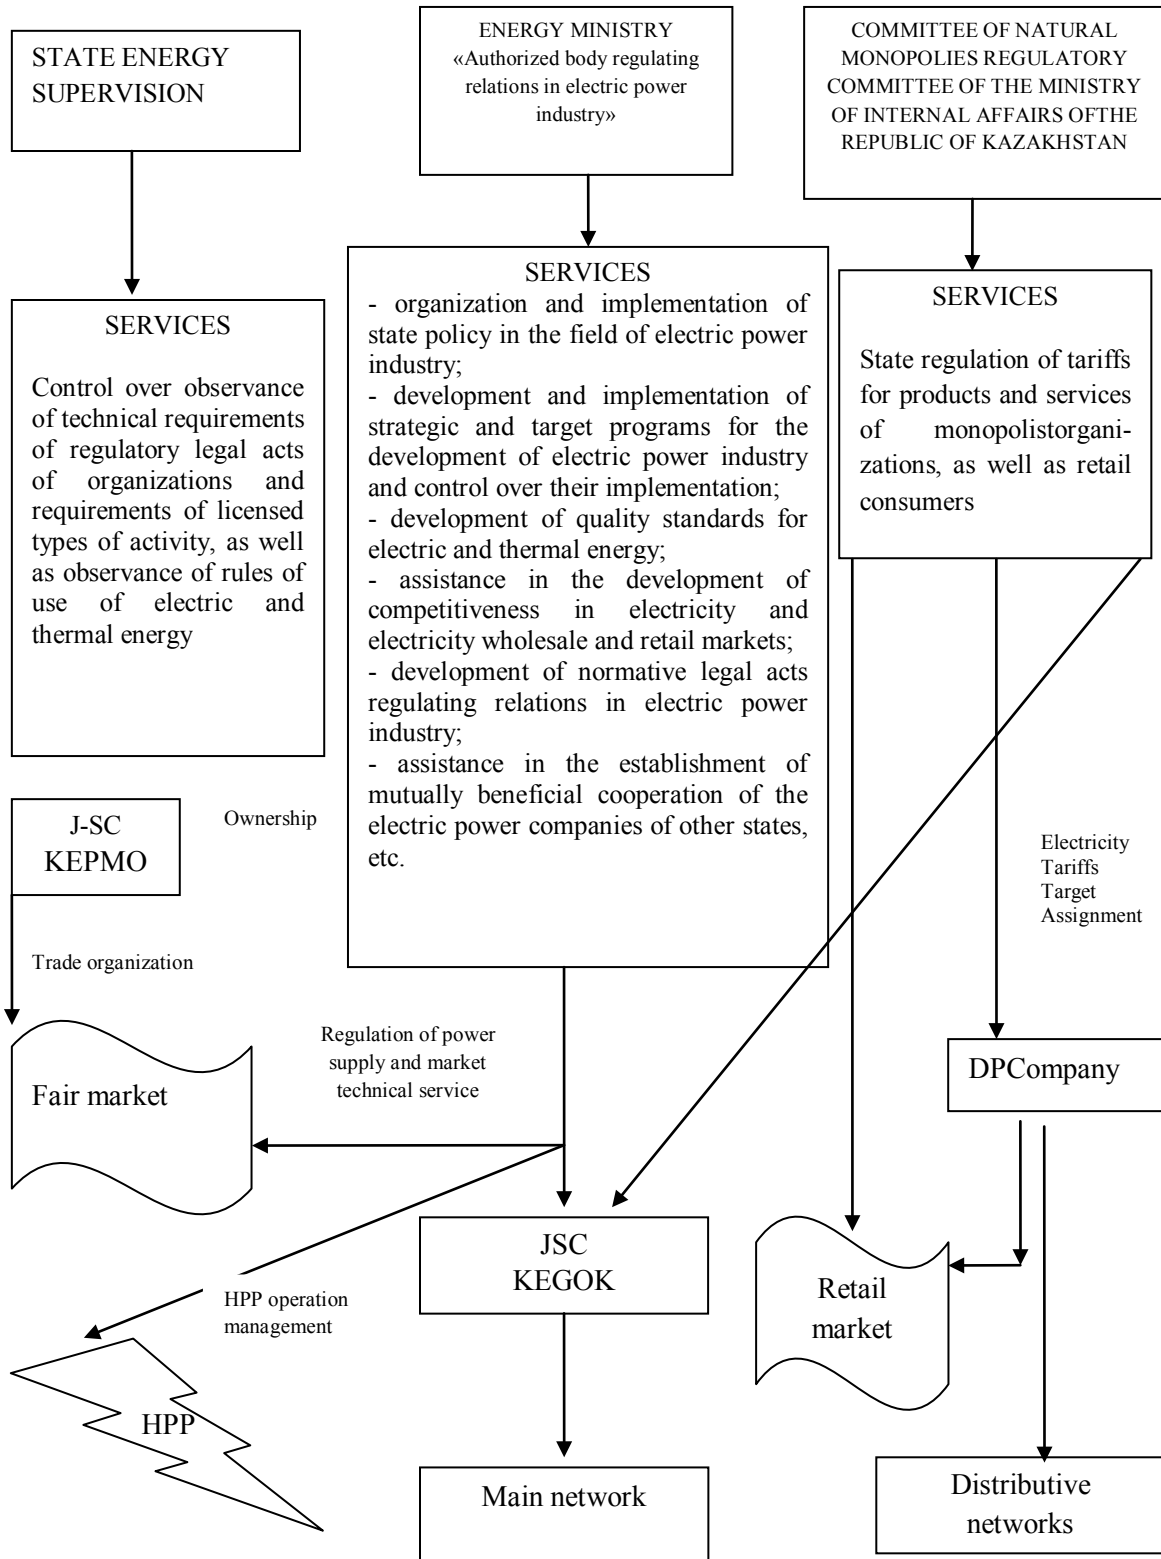 STATE ENERGY
SUPERVISION
ENERGY MINISTRY
«Authorized body regulating
relations in electric power
industry»
COMMITTEE OF NATURAL
MONOPOLIES REGULATORY
COMMITTEE OF THE MINISTRY
OF INTERNAL AFFAIRS OFTHE
REPUBLIC OF KAZAKHSTAN
SERVICES
Control over observance
of technical requirements
of regulatory legal acts
of organizations and
requirements of licensed
types of activity, as well
as observance of rules of
use of electric and
thermal energy
SERVICES
- organization and implementation of
state policy in the field of electric power
industry;
- development and implementation of
strategic and target programs for the
development of electric power industry
and control over their implementation;
- development of quality standards for
electric and thermal energy;
- assistance in the development of
competitiveness in electricity and
electricity wholesale and retail markets;
- development of normative legal acts
regulating relations in electric power
industry;
- assistance in the establishment of
mutually beneficial cooperation of the
electric power companies of other states,
etc.
SERVICES
State regulation of tariffs
for products and services
of monopolistorgani-
zations, as well as retail
consumers
J-SC
KEPMO
Ownership
Electricity
Tariffs
Target
Assignment
Trade organization
Regulation of power
supply and market
technical service
Fair market
DPCompany
JSC
KEGOK
Retail
market
HPP operation
management
HPP
Main network
Distributive
networks